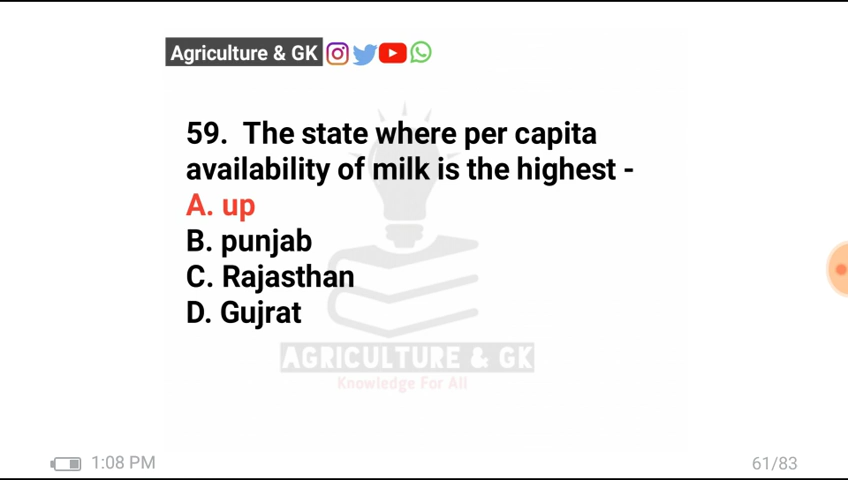 Agriculture & GK
59. The state where per capita
availability of milk is the highest -
A. up
B. punjab
C. Rajasthan
D. Gujrat
AGRICULTURE & GK
Knowledge For All
1:08 PM
61/83